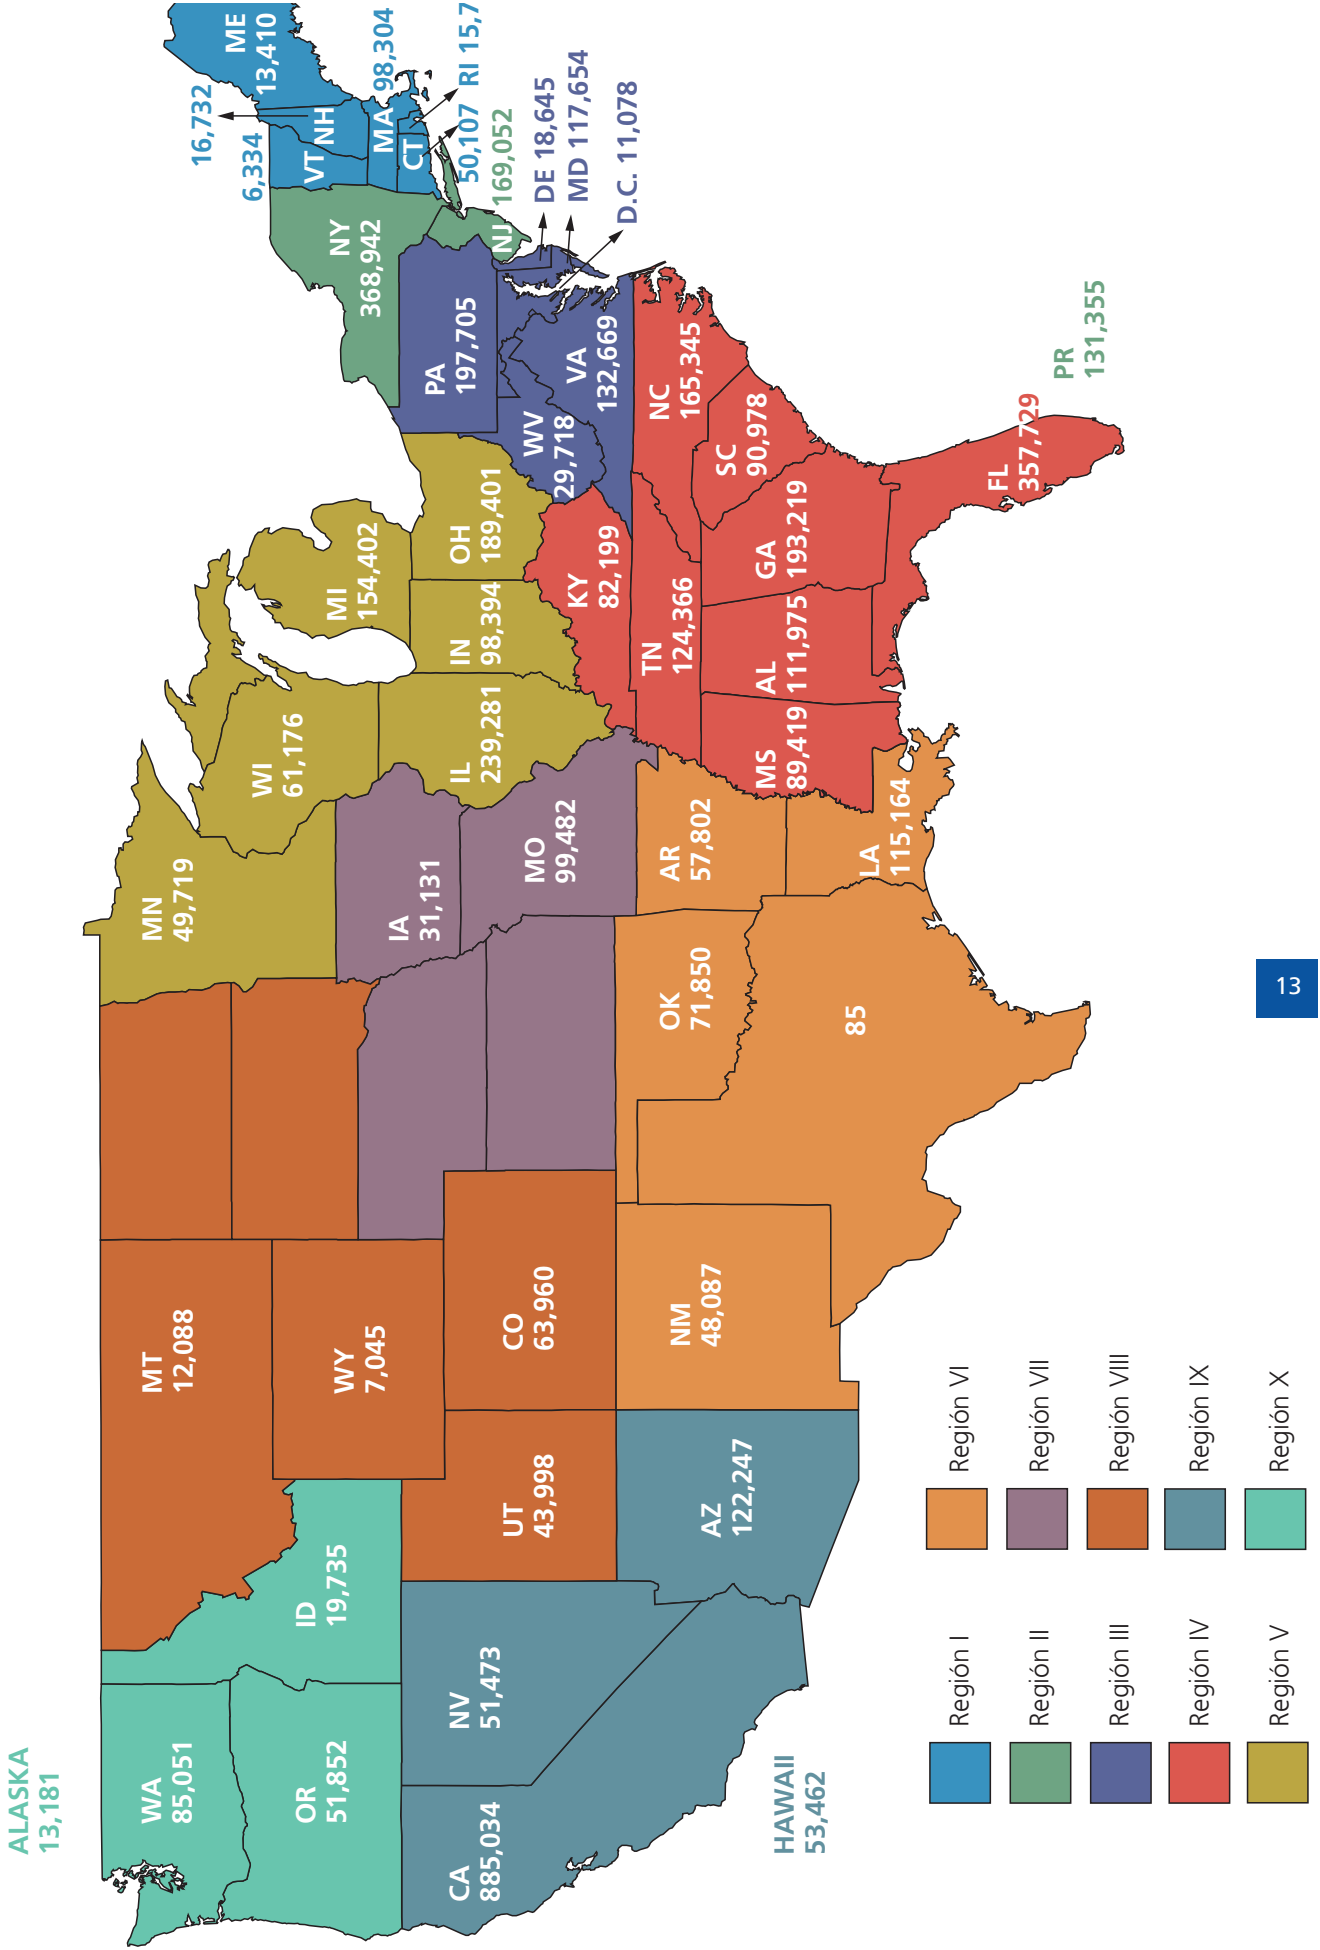 ALASKA
13,181
WA
85,051
OR
51,852
CA
885,034
HAWAII
53,462
ID
19,735
NV
51,473
MT
12,088
WY
7,045
UT
43,998
AZ
122,247
CO
63,960
NM
48,087
MN
49,719
IA
31,131
MO
99,482
OK
71,850
85
AR
57,802
LA
115,164
WI
61,176
IL
239,281
MI
154,402
IN
98,394
OH
189,401
KY
82,199
TN
124,366
MS
89,419
AL
111,975
GA
193,219
FL
357,729
SC
90,978
NC
165,345
WV
29,718
VA
132,669
PA
197,705
NY
368,942
NJ
169,052
DE 18,645
MD 117,654
D.C. 11,078
VT
6,334
NH
16,732
ME
13,410
MA
98,304
CT
50,107
RI 15,7
PR
131,355
Región I
Región II
Región III
Región IV
Región V
Región VI
Región VII
Región VIII
Región IX
Región X
13